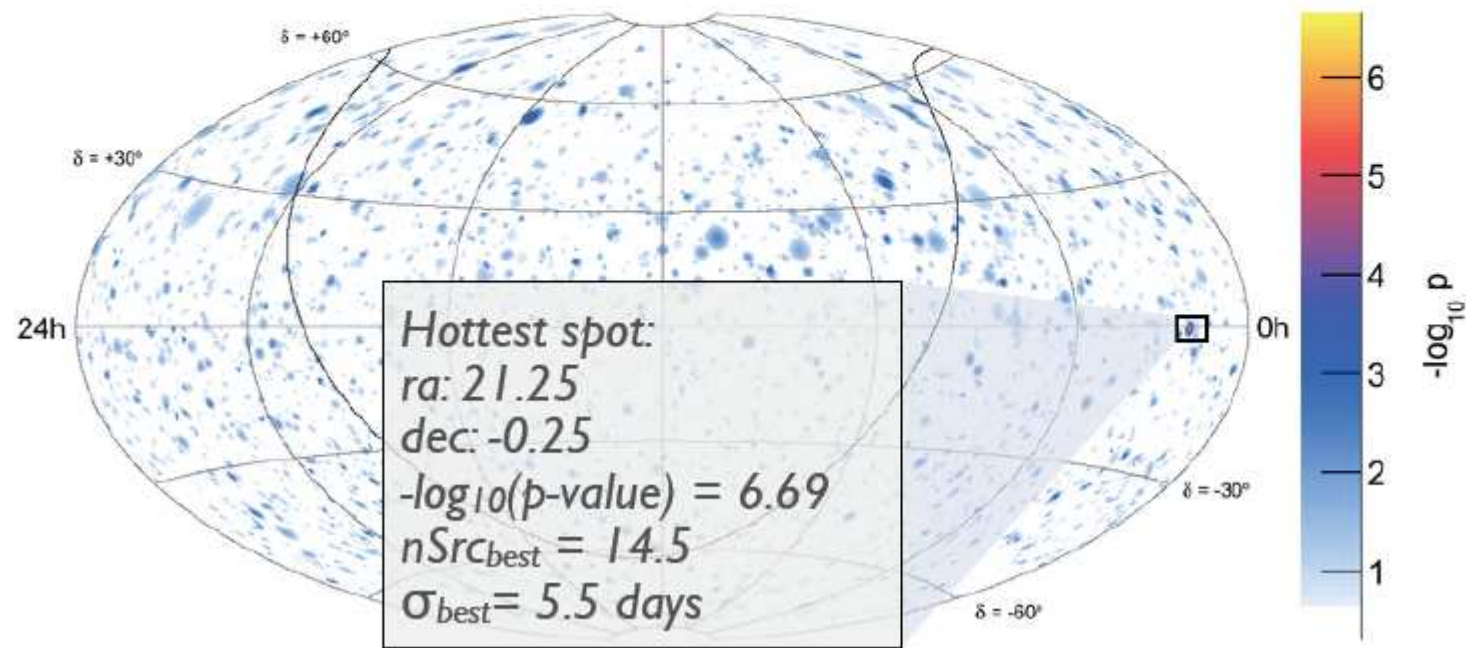 δ = +60°
δ = +30°
24h
0h
δ = -30°
δ = -60°
Hottest spot:
ra: 21.25
dec: -0.25
-log10(p-value) = 6.69
nSrcbest = 14.5
σbest= 5.5 days
6
5
4
3
2
1
-log10 p